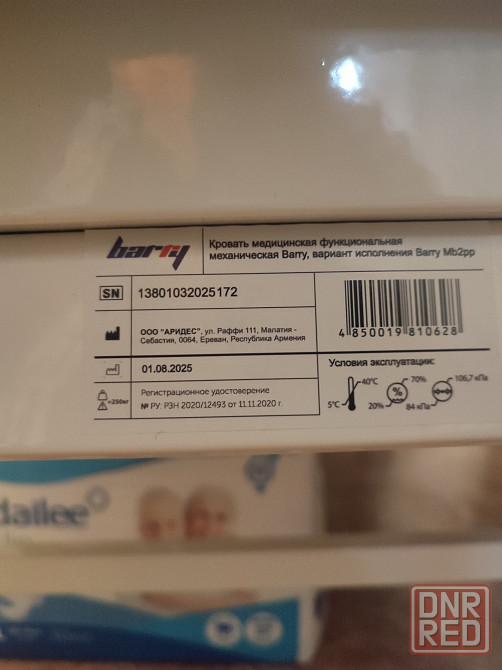 barry
Кровать медицинская функциональная
механическая Barry, вариант исполнения Barry Mb2pp
SN
13801032025172
ООО "АРИДЕС", ул. Раффи 111, Малатия -
Себастия, 0064, Ереван, Республика Армения
01.08.2025
=250кг
Регистрационное удостоверение
№ РУ: РЗН 2020/12493 от 11.11.2020 г.
4 850019 810628
Условия эксплуатации:
40℃
5℃
%
70%
20%
106,7 кПа
84 кПа
dailee
DNR
RED